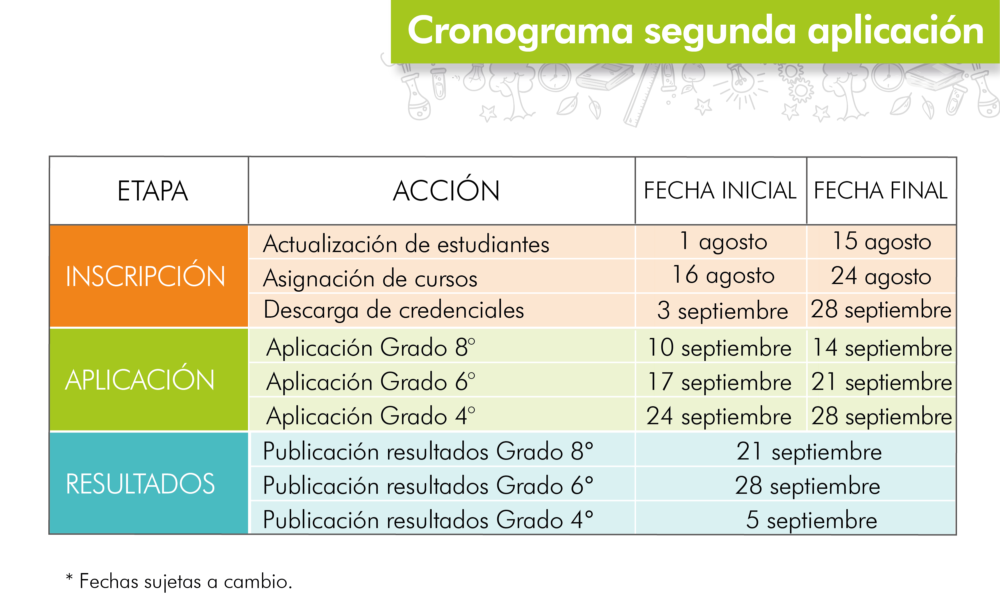 Cronograma segunda aplicación
ETAPA ACCIÓN FECHA INICIAL FECHA FINAL
INSCRIPCIÓN
Actualización de estudiantes 1 agosto 15 agosto
Asignación de cursos 16 agosto 24 agosto
Descarga de credenciales 3 septiembre 28 septiembre
APLICACIÓN
Aplicación Grado 8° 10 septiembre 14 septiembre
Aplicación Grado 6° 17 septiembre 21 septiembre
Aplicación Grado 4° 24 septiembre 28 septiembre
RESULTADOS
Publicación resultados Grado 8° 21 septiembre
Publicación resultados Grado 6° 28 septiembre
Publicación resultados Grado 4° 5 septiembre
* Fechas sujetas a cambio.